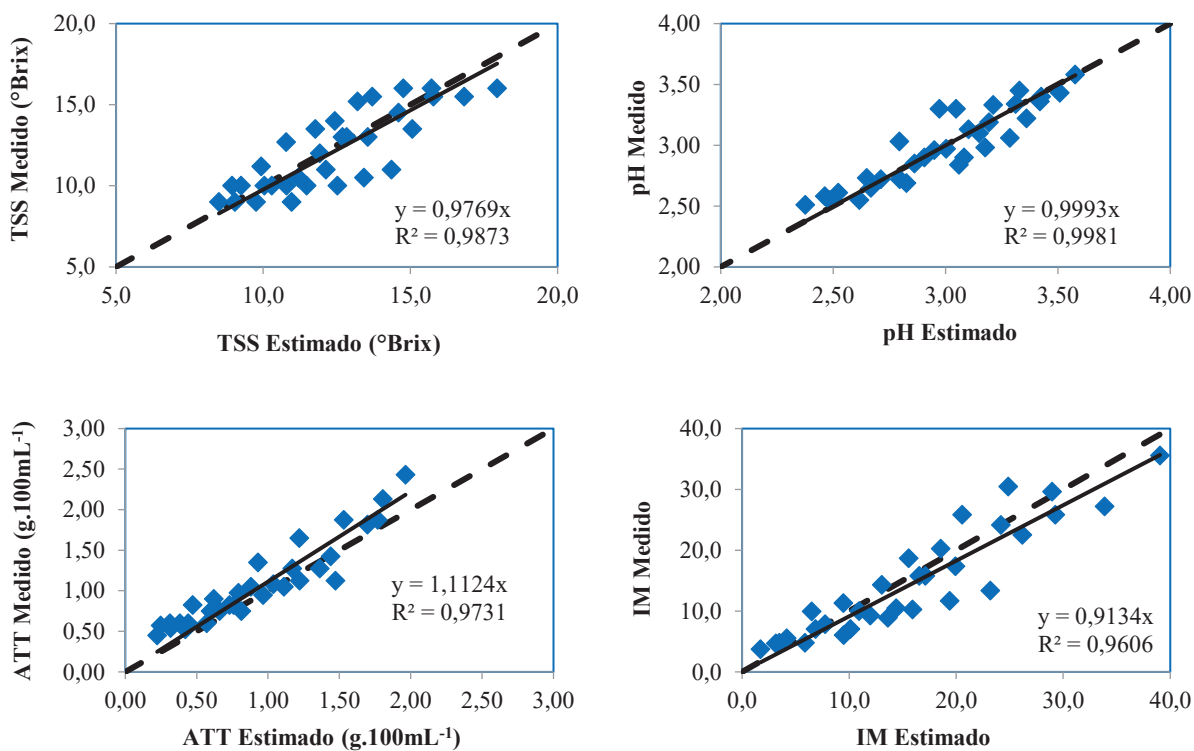 TSS Medido (°Brix)
20,0
15,0
10,0
5,0
y = 0,9769x
R² = 0,9873
5,0 10,0 15,0 20,0
TSS Estimado (°Brix)
pH Medido
4,00
3,50
3,00
2,50
2,00
y = 0,9993x
R² = 0,9981
2,00 2,50 3,00 3,50 4,00
pH Estimado
ATT Medido (g.100mL⁻¹)
3,00
2,50
2,00
1,50
1,00
0,50
0,00
y = 1,1124x
R² = 0,9731
0,00 0,50 1,00 1,50 2,00 2,50 3,00
ATT Estimado (g.100mL⁻¹)
IM Medido
40,0
30,0
20,0
10,0
0,0
y = 0,9134x
R² = 0,9606
0,0 10,0 20,0 30,0 40,0
IM Estimado